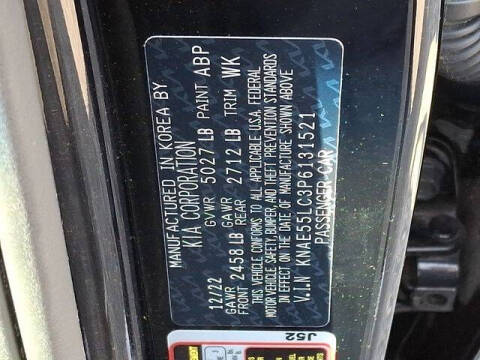 MANUFACTURED IN KOREA BY
KIA CORPORATION
12/22 GVWR 5027 LB PAINT ABP
GAWR FRONT 2458 LB GAWR REAR 2712 LB TRIM WK
THIS VEHICLE CONFORMS TO ALL APPLICABLE U.S.A. FEDERAL
MOTOR VEHICLE SAFETY, BUMPER, AND THEFT PREVENTION STANDARDS
IN EFFECT ON THE DATE OF MANUFACTURE SHOWN ABOVE
V.I.N KNAE55LC3P6131521
PASSENGER CAR
J52